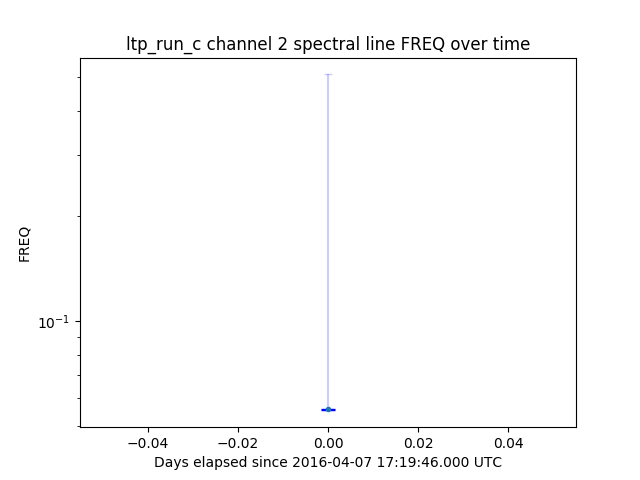 ltp_run_c channel 2 spectral line FREQ over time
FREQ
10⁻¹
−0.04 −0.02 0.00 0.02 0.04
Days elapsed since 2016-04-07 17:19:46.000 UTC